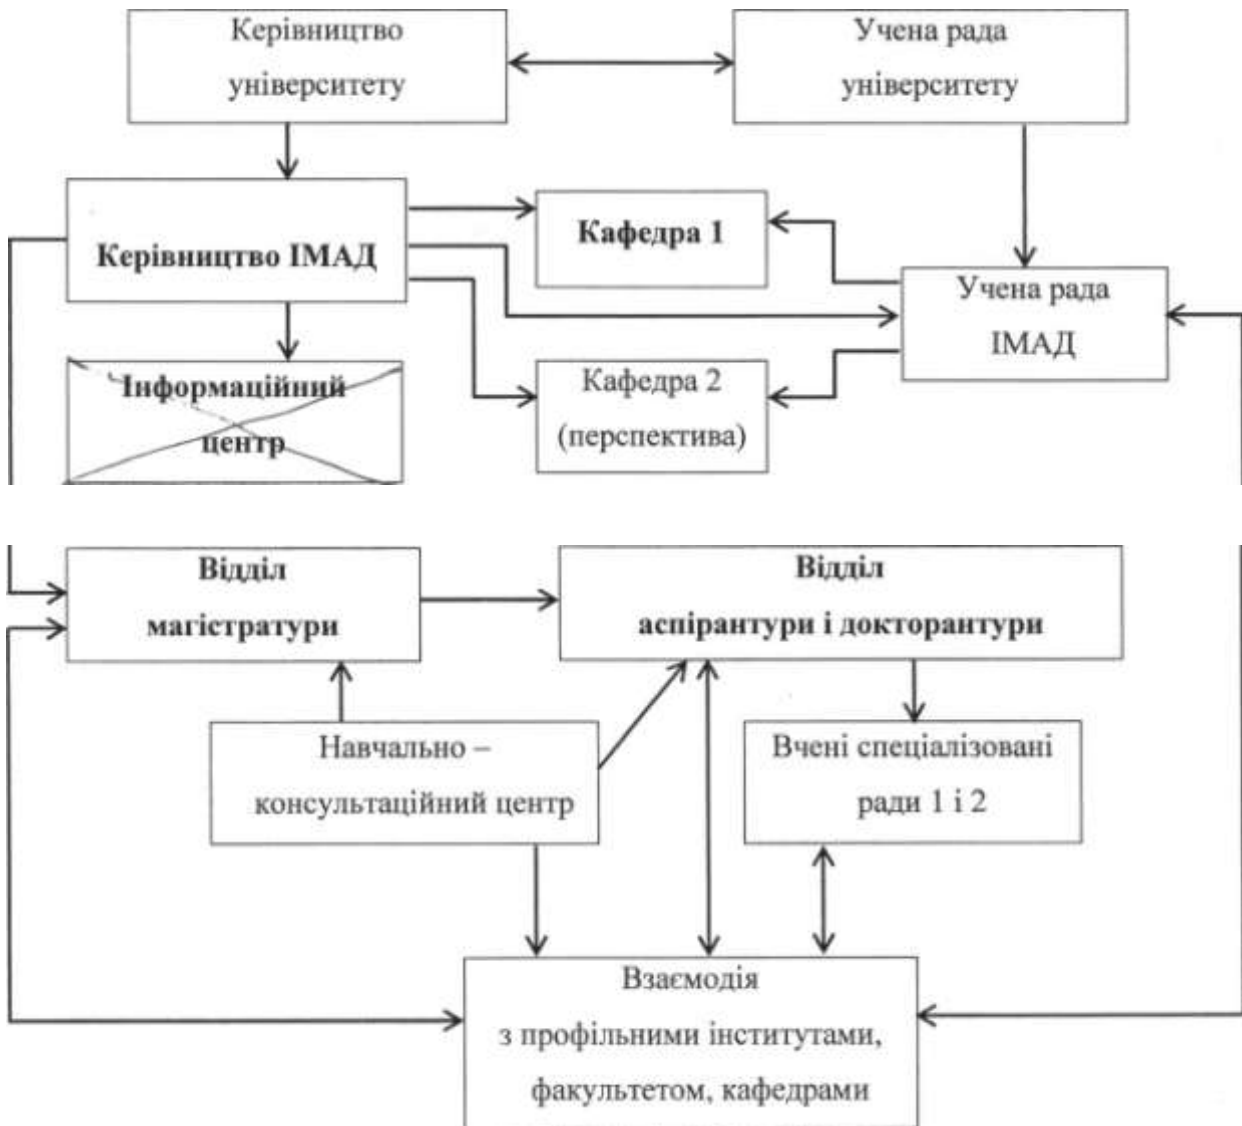 Керівництво
університету
Учена рада
університету
Керівництво ІМАД
Кафедра 1
Учена рада
ІМАД
Інформаційний
центр
Кафедра 2
(перспектива)
Відділ
магістратури
Відділ
аспірантури і докторантури
Навчально –
консультаційний центр
Вчені спеціалізовані
ради 1 і 2
Взаємодія
з профільними інститутами,
факультетом, кафедрами